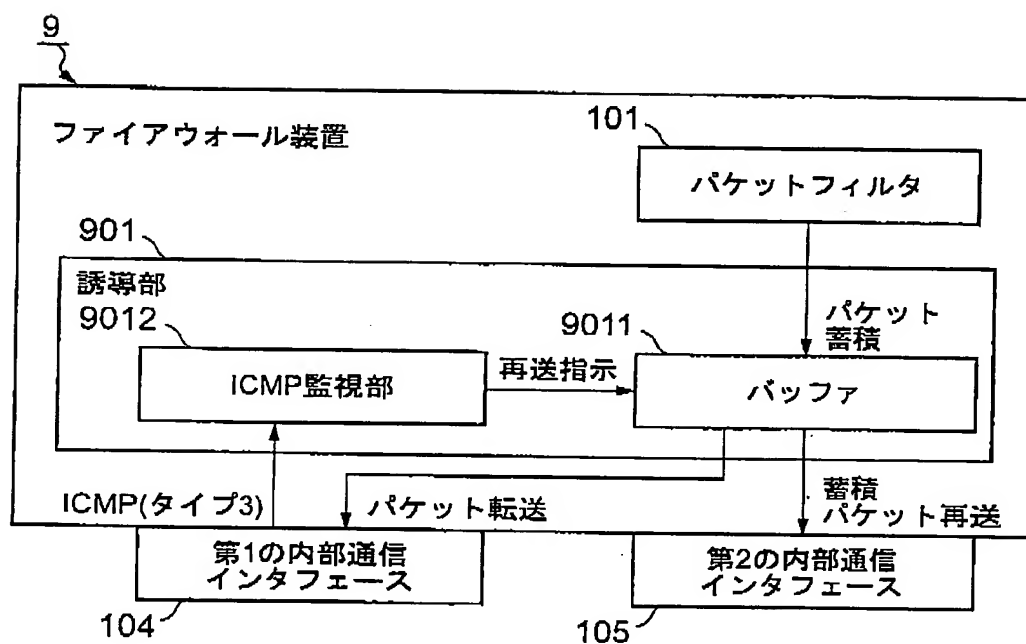 9
ファイアウォール装置
101
パケットフィルタ
901
誘導部
パケット
蓄積
9012
9011
ICMP監視部
再送指示
バッファ
ICMP(タイプ3)
パケット転送
蓄積
パケット再送
第1の内部通信
インタフェース
第2の内部通信
インタフェース
104
105